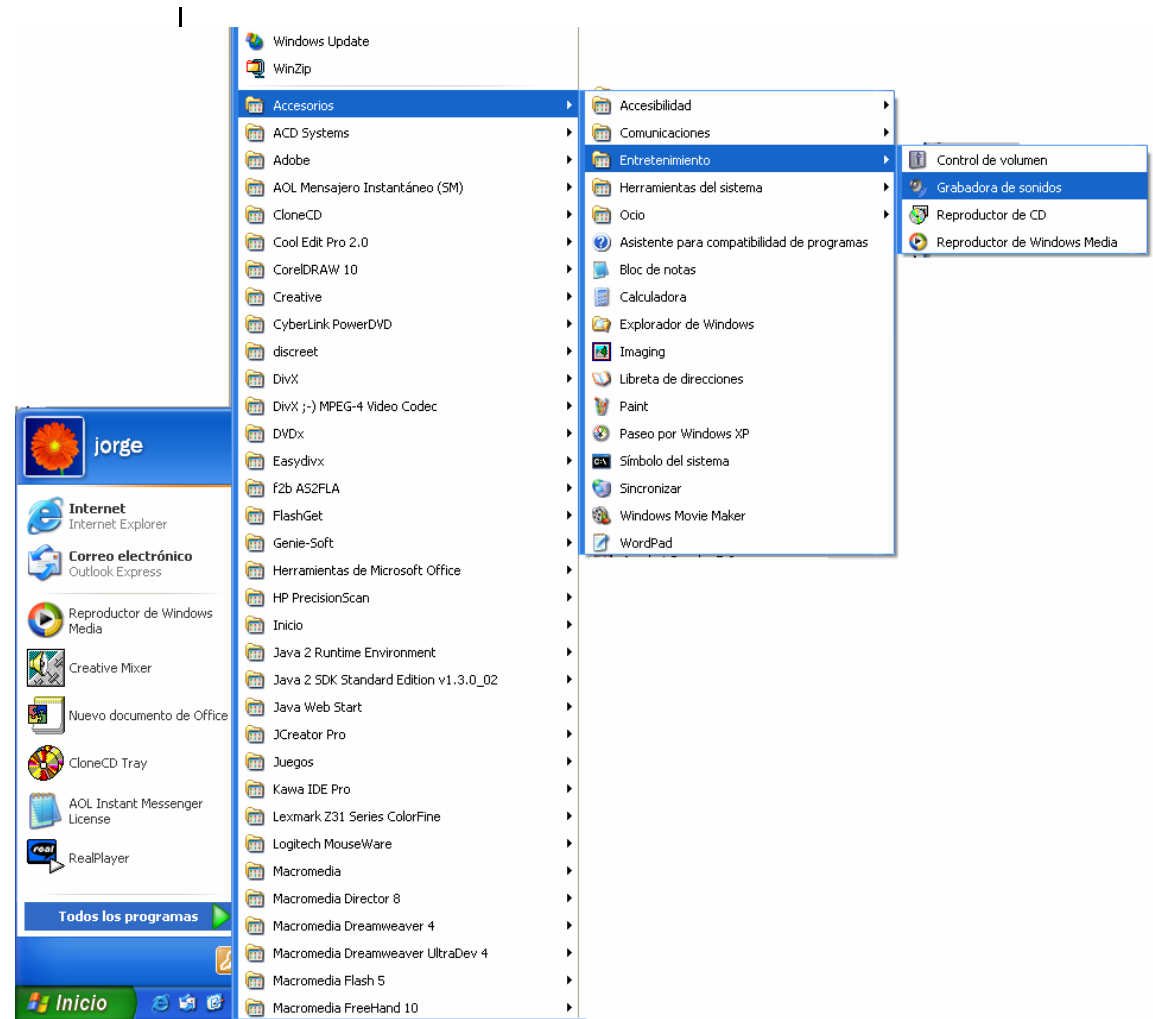 Windows Update
WinZip
Accesorios
ACD Systems
Adobe
AOL Mensajero Instantáneo (SM)
CloneCD
Cool Edit Pro 2.0
CorelDRAW 10
Creative
CyberLink PowerDVD
discreet
DivX
DivX ;-) MPEG-4 Video Codec
DVDx
Easydivx
f2b AS2FLA
FlashGet
Genie-Soft
Herramientas de Microsoft Office
HP PrecisionScan
Inicio
Java 2 Runtime Environment
Java 2 SDK Standard Edition v1.3.0_02
Java Web Start
JCreator Pro
Juegos
Kawa IDE Pro
Lexmark Z31 Series ColorFine
Logitech MouseWare
Macromedia
Macromedia Director 8
Macromedia Dreamweaver 4
Macromedia Dreamweaver UltraDev 4
Macromedia Flash 5
Macromedia FreeHand 10
Accesibilidad
Comunicaciones
Entretenimiento
Herramientas del sistema
Ocio
Asistente para compatibilidad de programas
Bloc de notas
Calculadora
Explorador de Windows
Imaging
Libreta de direcciones
Paint
Paseo por Windows XP
Símbolo del sistema
Sincronizar
Windows Movie Maker
WordPad
Control de volumen
Grabadora de sonidos
Reproductor de CD
Reproductor de Windows Media
jorge
Internet
Internet Explorer
Correo electrónico
Outlook Express
Reproductor de Windows
Media
Creative Mixer
Nuevo documento de Office
CloneCD Tray
AOL Instant Messenger
License
real
RealPlayer
Todos los programas
Inicio